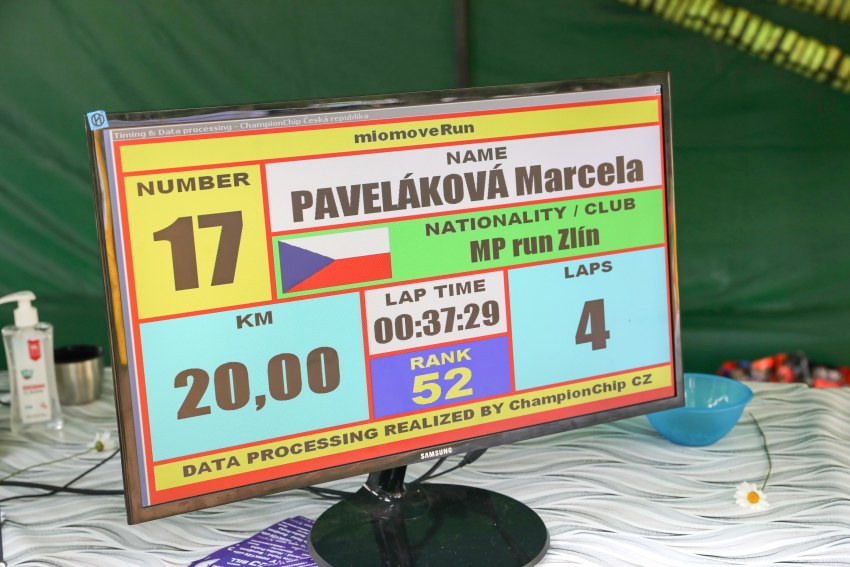 Timing & Data processing - ChampionChip Česká republika
miomoveRun
NUMBER
17
NAME
PAVELÁKOVÁ Marcela
NATIONALITY / CLUB
MP run Zlín
KM
20,00
LAP TIME
00:37:29
RANK
52
LAPS
4
DATA PROCESSING REALIZED BY ChampionChip CZ
SAMSUNG